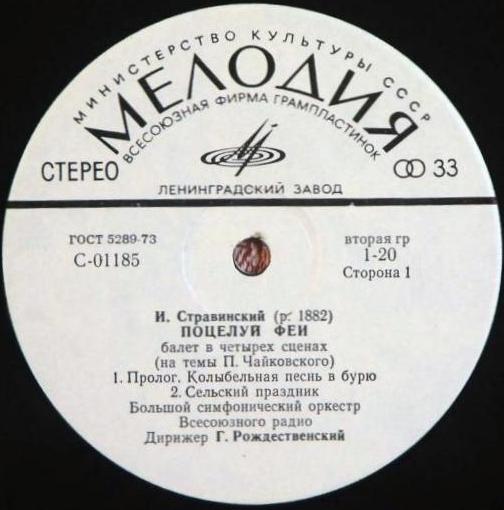 МИНИСТЕРСТВО КУЛЬТУРЫ СССР
МЕЛОДИЯ
ВСЕСОЮЗНАЯ ФИРМА ГРАМПЛАСТИНОК
СТЕРЕО
33
ЛЕНИНГРАДСКИЙ ЗАВОД
ГОСТ 5289-73
С-01185
вторая гр
1-20
Сторона 1
И. Стравинский (р. 1882)
ПОЦЕЛУЙ ФЕИ
балет в четырех сценах
(на темы П. Чайковского)
1. Пролог. Колыбельная песнь в бурю
2. Сельский праздник
Большой симфонический оркестр
Всесоюзного радио
Дирижер Г. Рождественский